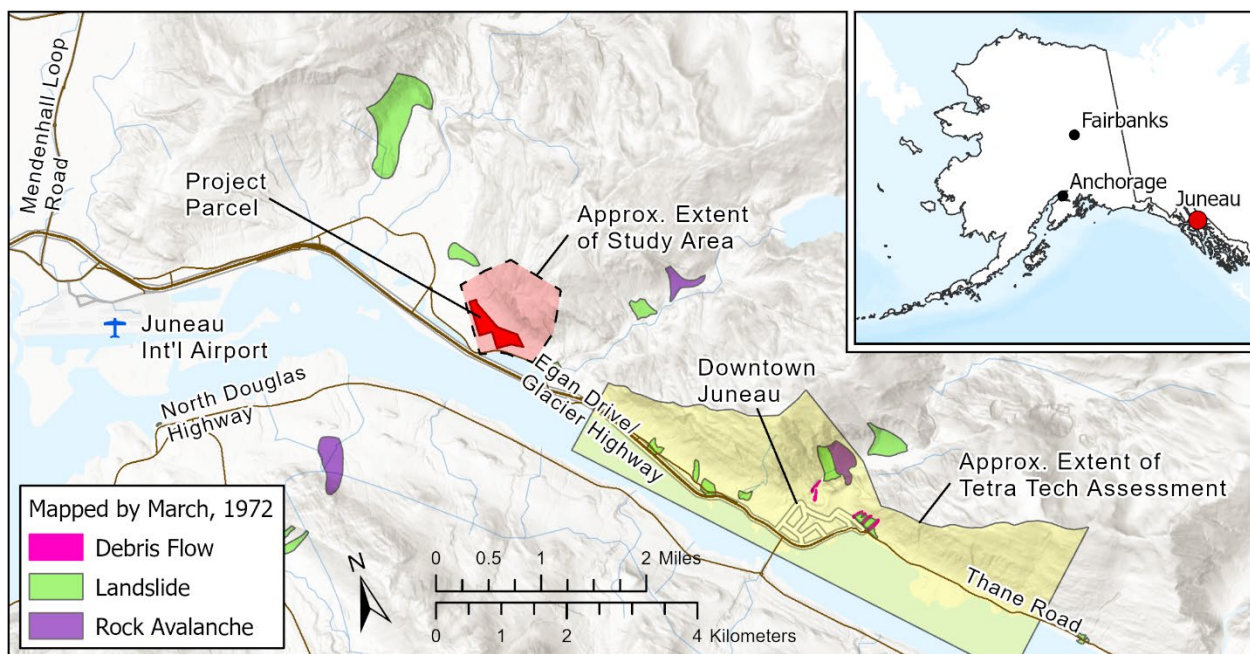 Mendenhall Loop
Road
Project
Parcel
Approx. Extent
of Study Area
Juneau
Int'l Airport
North Douglas
Highway
Egan Drive/
Glacier Highway
Downtown
Juneau
Approx. Extent of
Tetra Tech Assessment
Thane Road
Fairbanks
Anchorage
Juneau
Mapped by March, 1972
Debris Flow
Landslide
Rock Avalanche
N
0 0.5 1 2 Miles
0 1 2 4 Kilometers